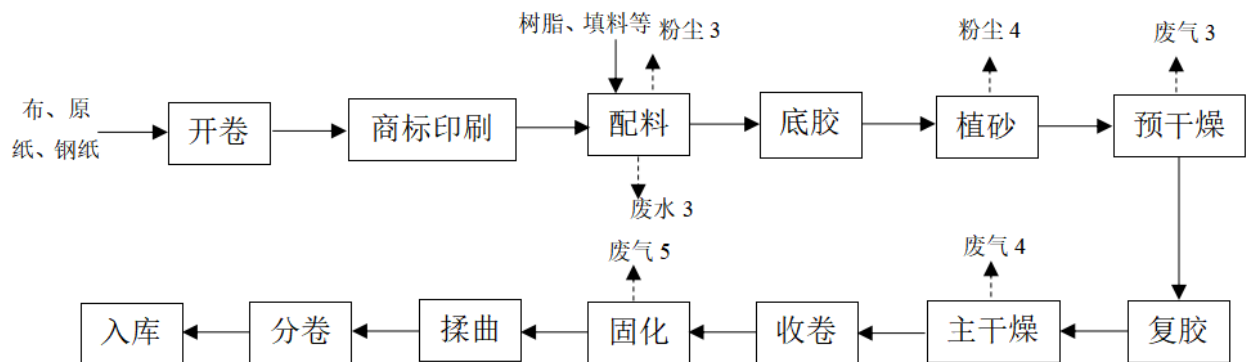 树脂、填料等
粉尘 3
粉尘 4
废气 3
布、原
纸、钢纸
开卷
商标印刷
配料
底胶
植砂
预干燥
废水 3
废气 5
废气 4
入库
分卷
揉曲
固化
收卷
主干燥
复胶